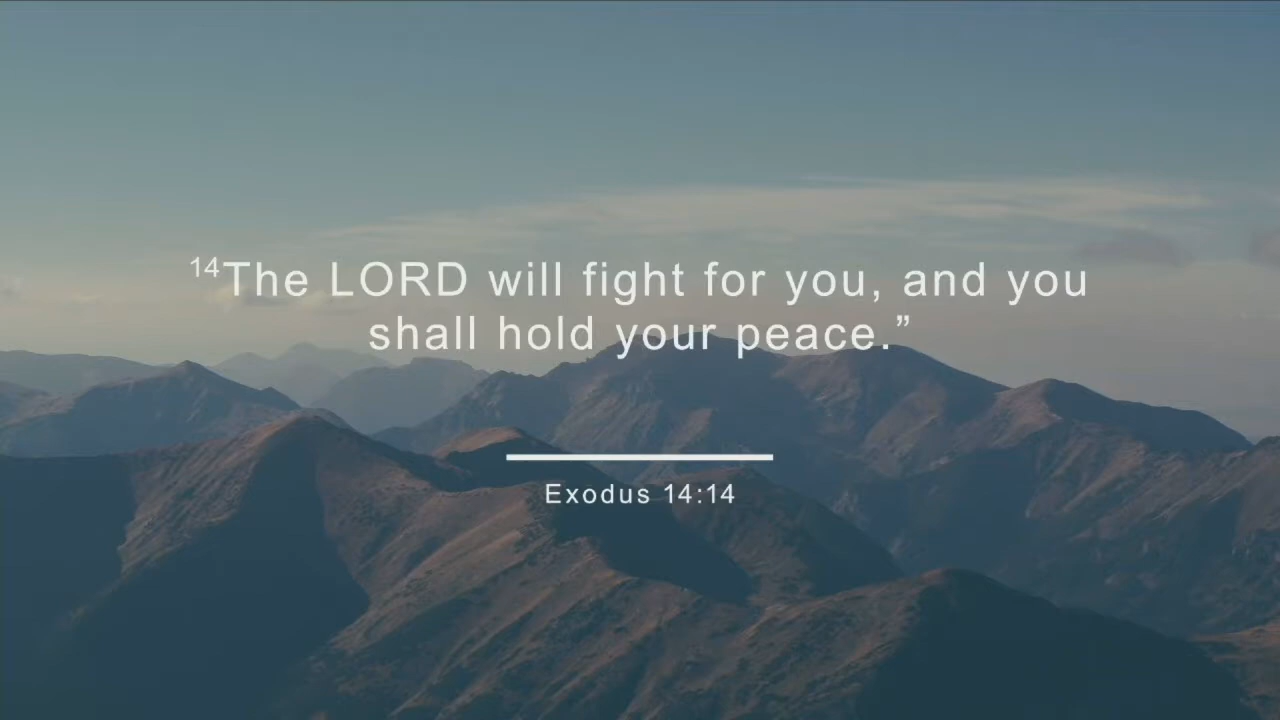 14The LORD will fight for you, and you
shall hold your peace.”
Exodus 14:14